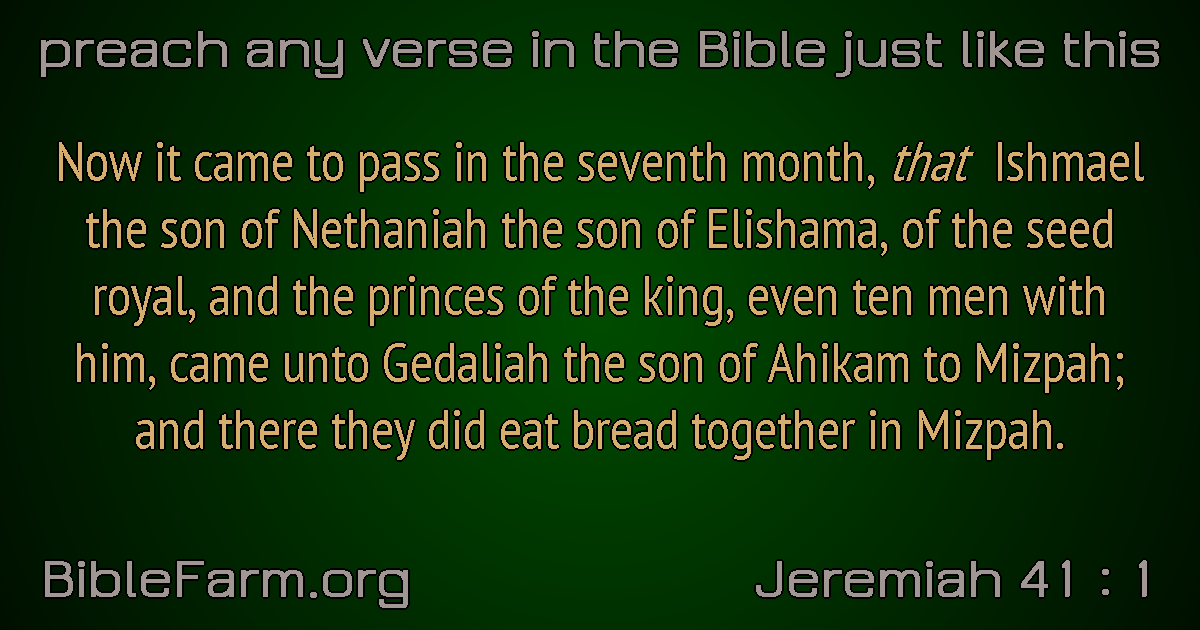 preach any verse in the Bible just like this
Now it came to pass in the seventh month, that Ishmael
the son of Nethaniah the son of Elishama, of the seed
royal, and the princes of the king, even ten men with
him, came unto Gedaliah the son of Ahikam to Mizpah;
and there they did eat bread together in Mizpah.
BibleFarm.org
Jeremiah 41 : 1